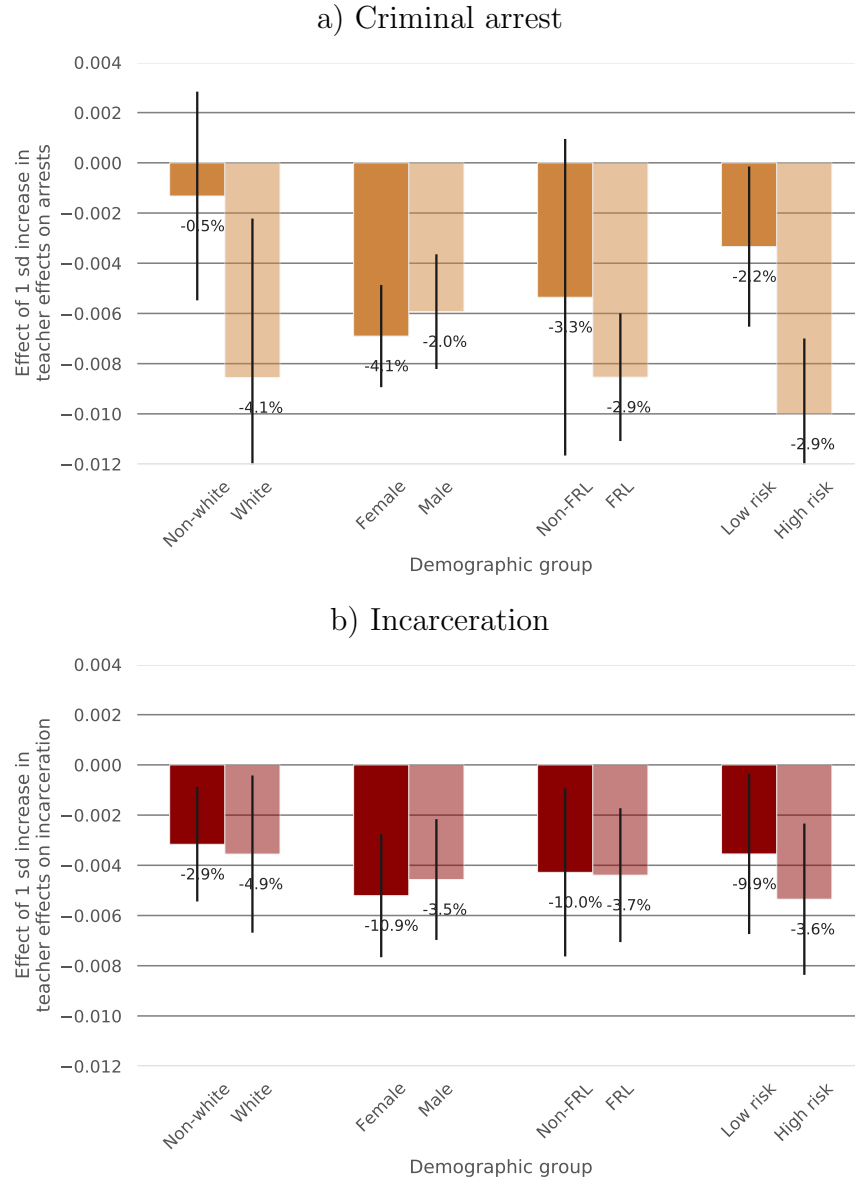 a) Criminal arrest
0.004
0.002
0.000
−0.002
−0.004
−0.006
−0.008
−0.010
−0.012
Effect of 1 sd increase in
teacher effects on arrests
-0.5%
-4.1%
-4.1%
-2.0%
-3.3%
-2.9%
-2.2%
-2.9%
Non-white
White
Female
Male
Non-FRL
FRL
Low risk
High risk
Demographic group
b) Incarceration
0.004
0.002
0.000
−0.002
−0.004
−0.006
−0.008
−0.010
−0.012
Effect of 1 sd increase in
teacher effects on incarceration
-2.9%
-4.9%
-10.9%
-3.5%
-10.0%
-3.7%
-9.9%
-3.6%
Non-white
White
Female
Male
Non-FRL
FRL
Low risk
High risk
Demographic group